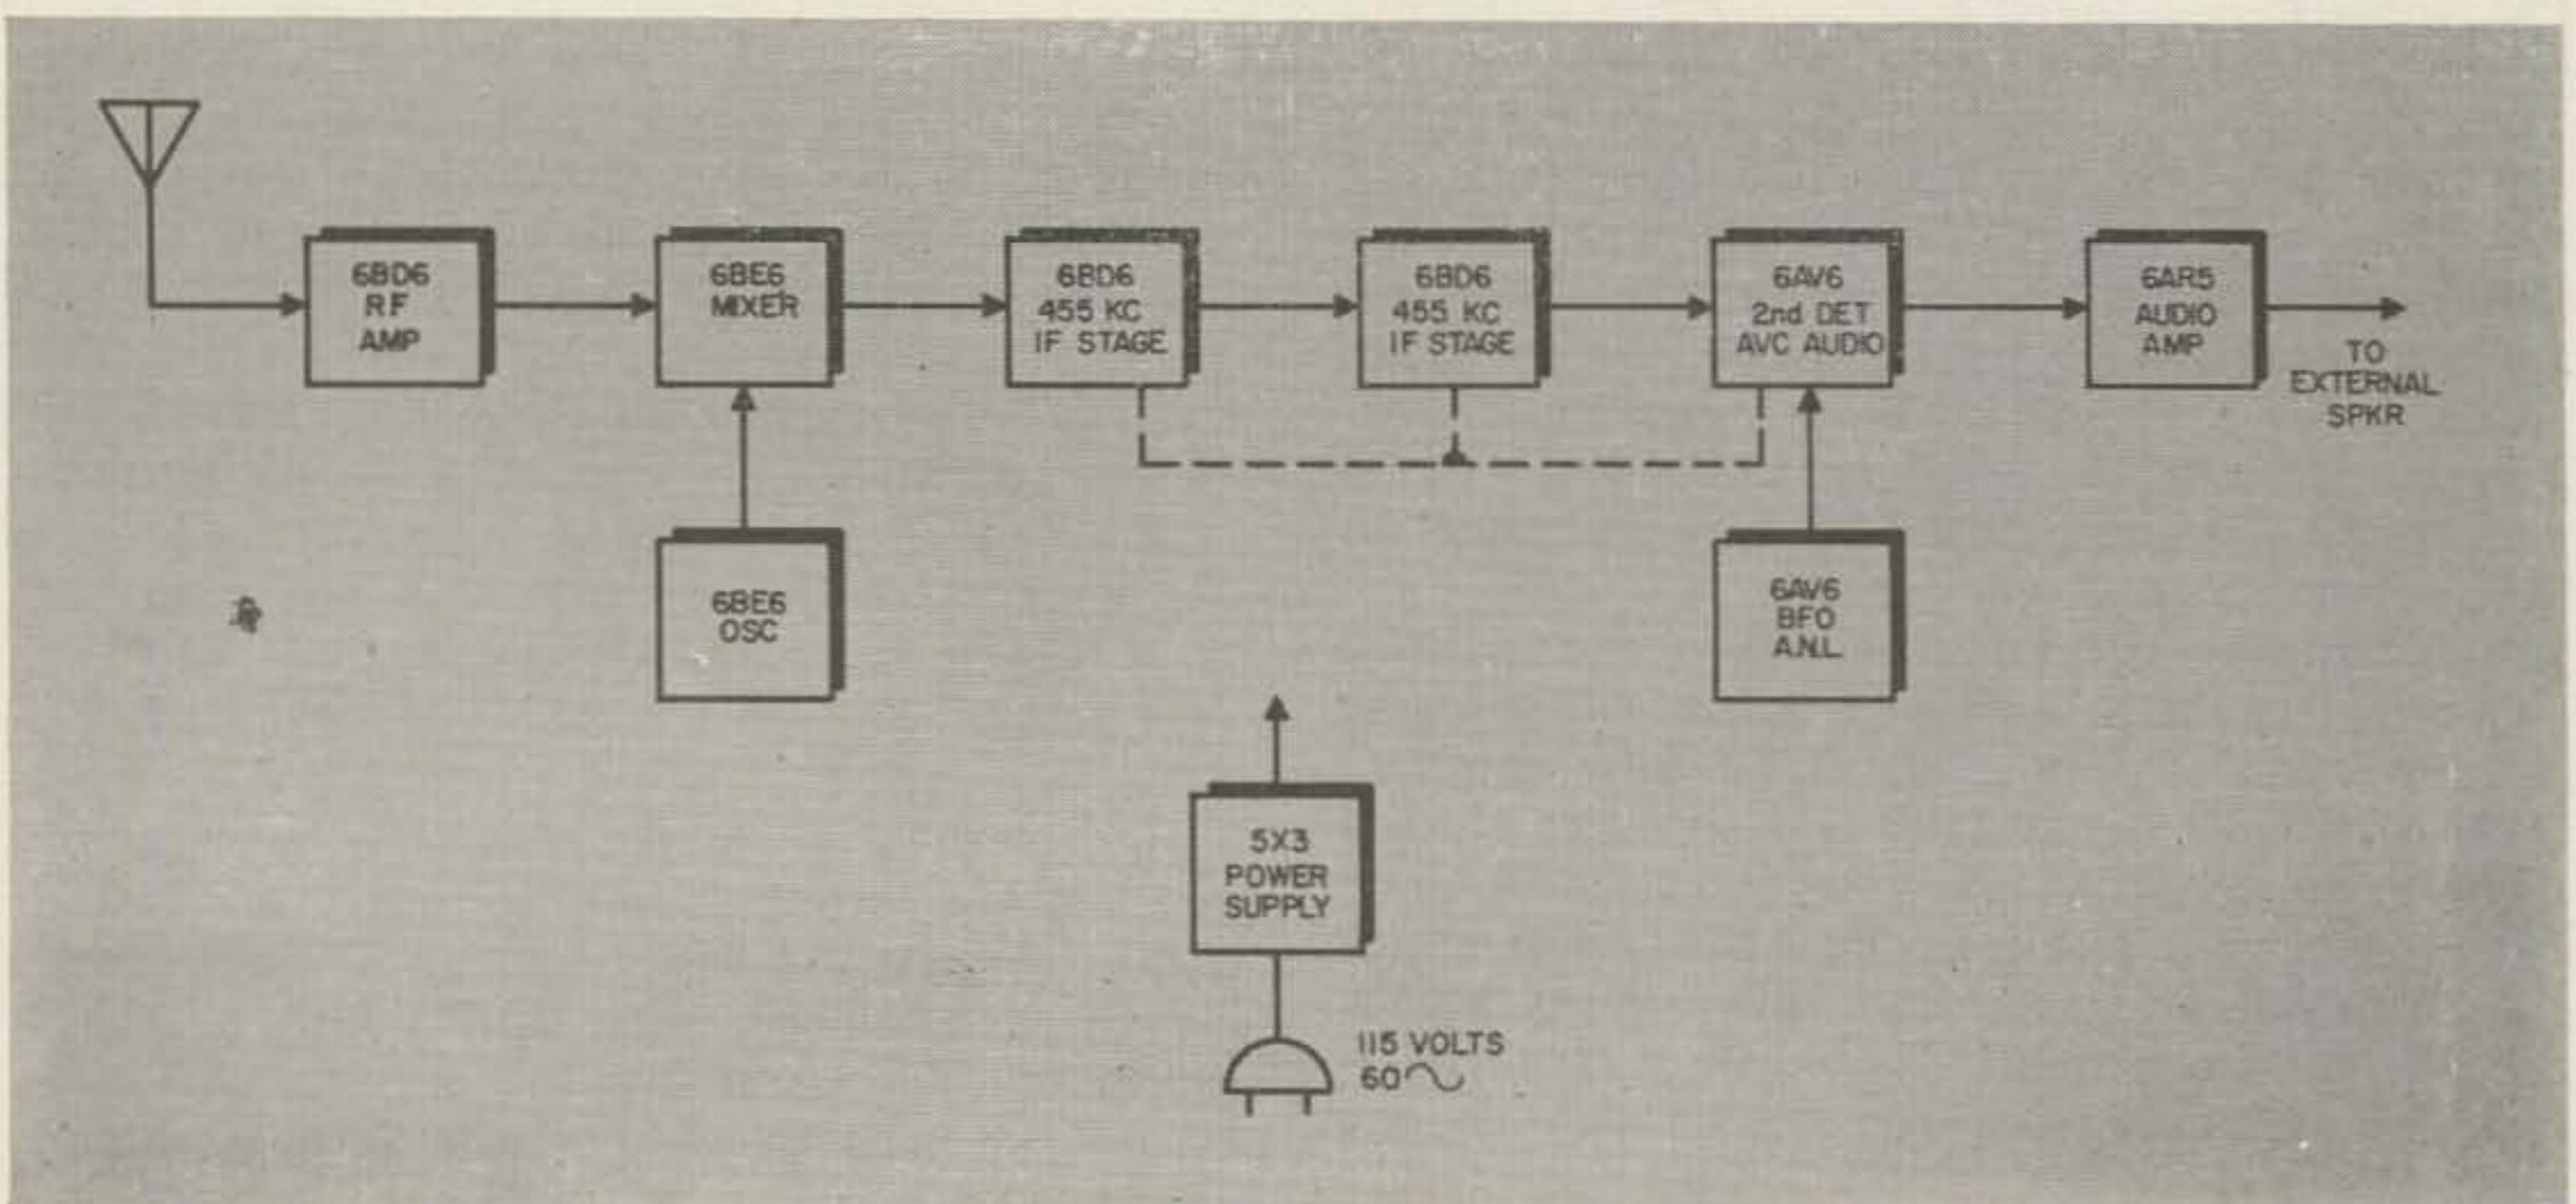 6BD6
RF
AMP
6BE6
MIXER
6BD6
455 KC
IF STAGE
6BD6
455 KC
IF STAGE
6AV6
2nd DET
AVC AUDIO
6AR5
AUDIO
AMP
TO
EXTERNAL
SPKR
6BE6
OSC
6AV6
BFO
A.N.L.
5X3
POWER
SUPPLY
115 VOLTS
60~